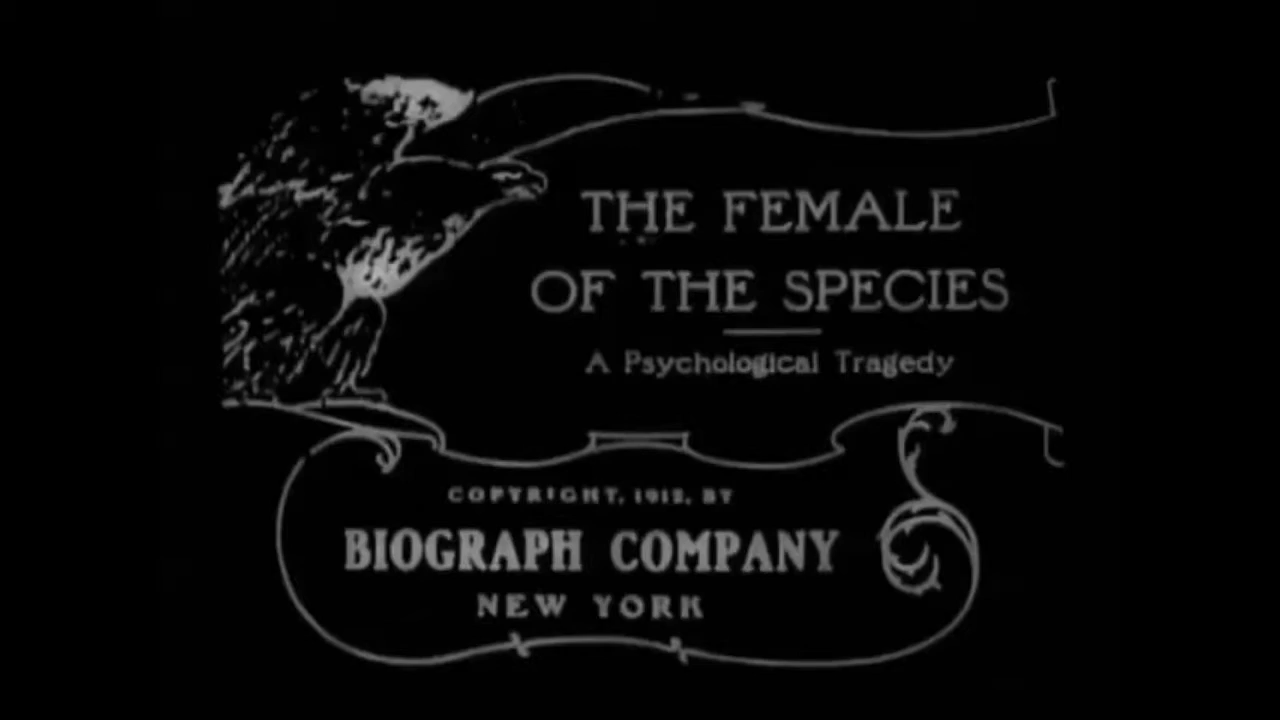 THE FEMALE
OF THE SPECIES
A Psychological Tragedy
COPYRIGHT, 1912, BY
BIOGRAPH COMPANY
NEW YORK